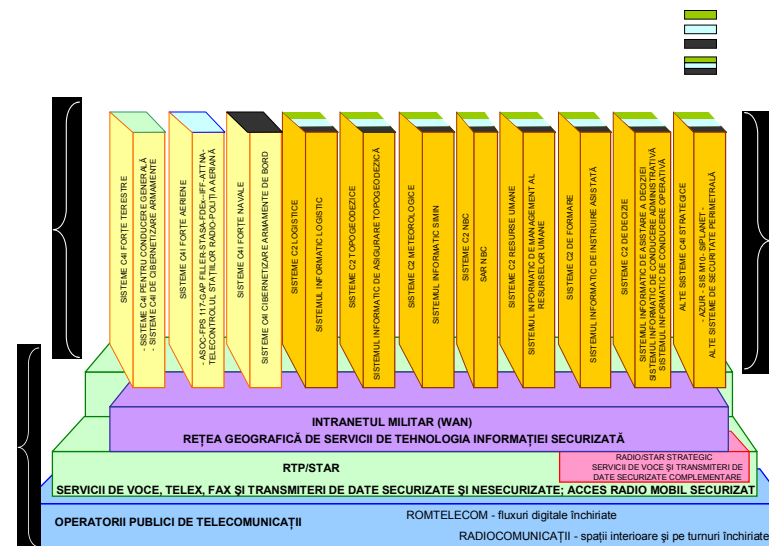 SISTEME C4I FORȚE TERESTRE
- SISTEME C4I PENTRU CONDUCERE GENERALĂ
- SISTEME C4I DE CIBERNETIZARE ARMAMENTE
SISTEME C4I FORȚE AERIENE
- ASOC-FPS 117-GAP FILLER-STASA-FDEx–IFF-ATTNA-
TELECONTROLUL STAȚIILOR RADIO-POLIȚIA AERIANĂ
SISTEME C4I FORȚE NAVALE
SISTEME C4I CIBERNETIZARE ARMAMENTE DE BORD
SISTEME C2 LOGISTICE
SISTEMUL INFORMATIC LOGISTIC
SISTEME C2 TOPOGEODEZICE
SISTEMUL INFORMATIC DE ASIGURARE TOPOGEODEZICĂ
SISTEME C2 METEOROLOGICE
SISTEMUL INFORMATIC SIMIN
SISTEME C2 NBC
SAR NBC
SISTEME C2 RESURSE UMANE
SISTEMUL INFORMATIC DE MANAGEMENT AL
RESURSELOR UMANE
SISTEME C2 DE FORMARE
SISTEMUL INFORMATIC DE INSTRUIRE ASISTATĂ
SISTEME C2 DE DECIZIE
SISTEMUL INFORMATIC DE ASISTARE A DECIZIEI
SISTEMUL INFORMATIC DE CONDUCERE ADMINISTRATIVĂ
SISTEMUL INFORMATIC DE CONDUCERE OPERATIVĂ
ALTE SISTEME C4I STRATEGICE
- AZUR - SIS M10- SIPLANET -
ALTE SISTEME DE SECURITATE PERIMETRALĂ
INTRANETUL MILITAR (WAN)
REȚEA GEOGRAFICĂ DE SERVICII DE TEHNOLOGIA INFORMAȚIEI SECURIZATĂ
RTP/STAR
RADIO/STAR STRATEGIC
SERVICII DE VOCE ȘI TRANSMITERI DE
DATE SECURIZATE COMPLEMENTARE
SERVICII DE VOCE, TELEX, FAX ȘI TRANSMITERI DE DATE SECURIZATE ȘI NESECURIZATE; ACCES RADIO MOBIL SECURIZAT
OPERATORII PUBLICI DE TELECOMUNICAȚII
ROMTELECOM - fluxuri digitale închiriate
RADIOCOMUNICAȚII - spații interioare și pe turnuri închiriate